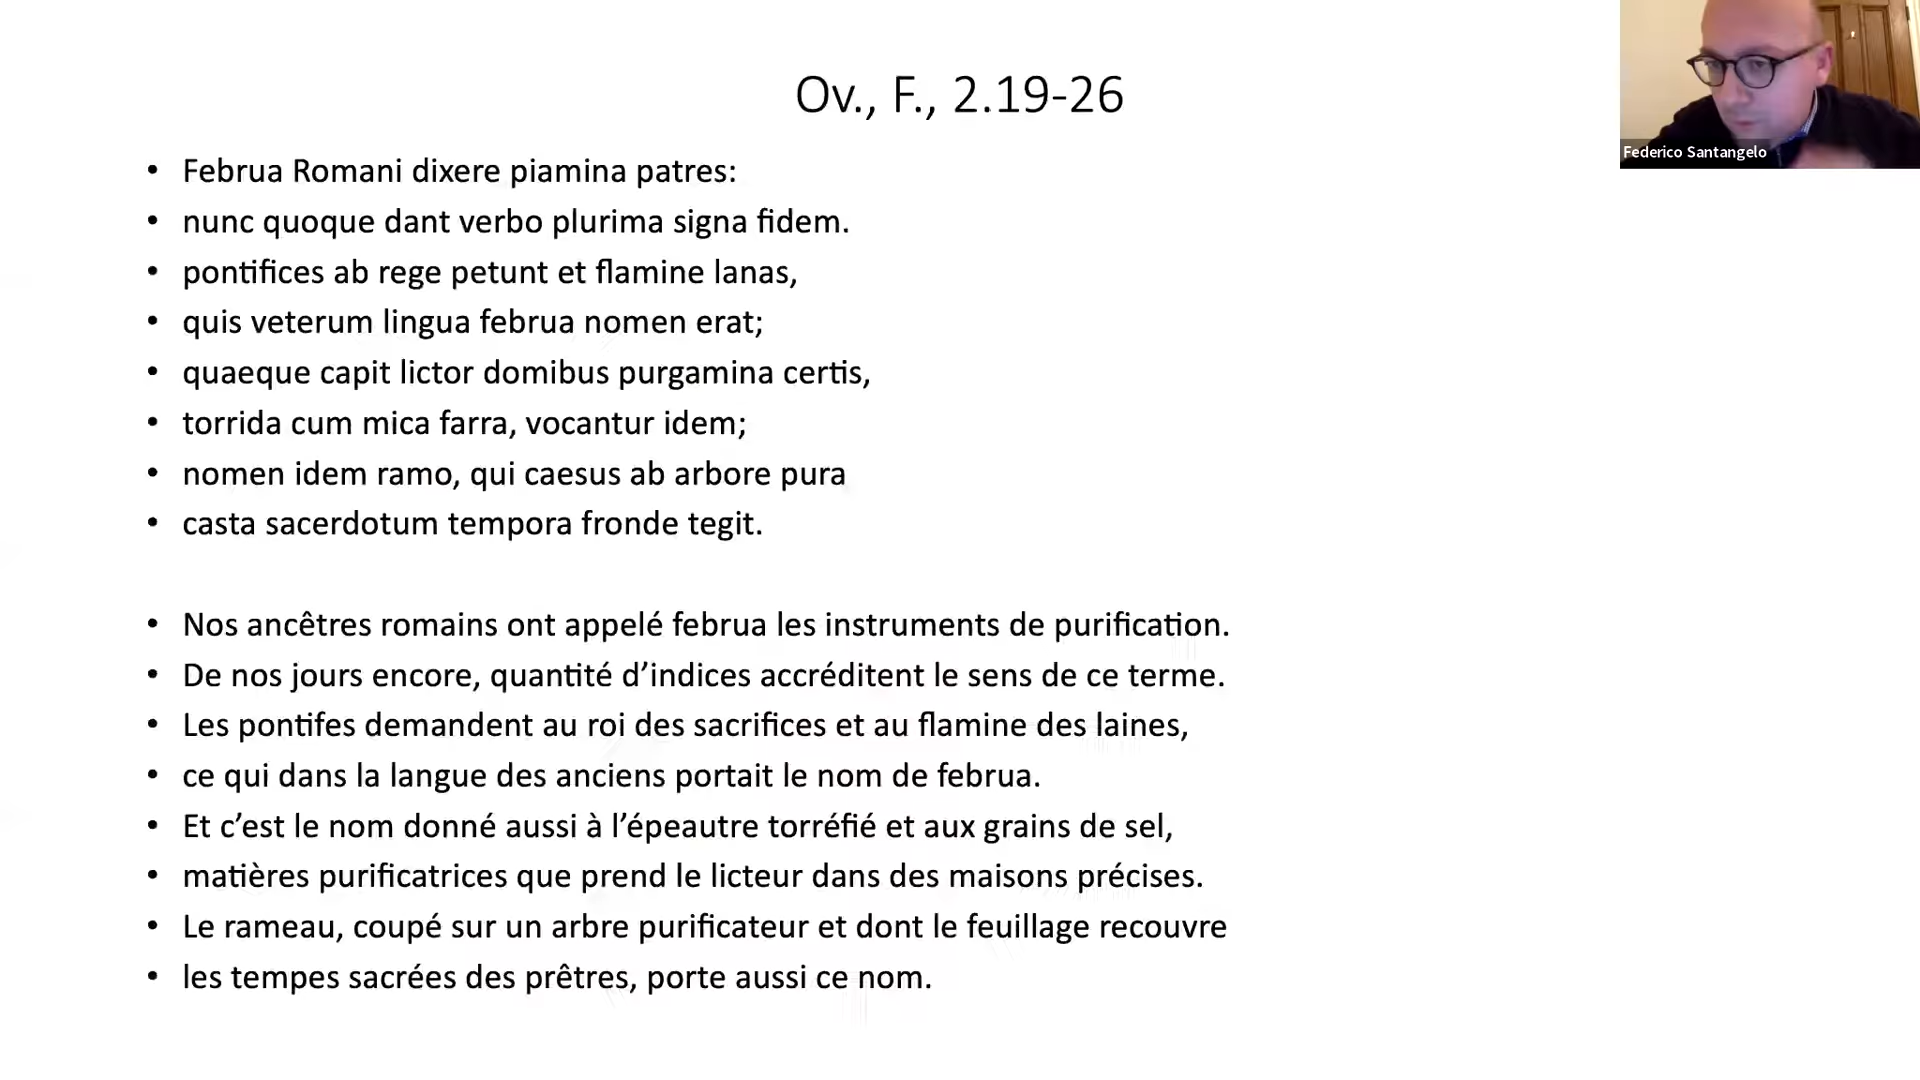 Ov., F., 2.19-26
Federico Santangelo
• Februa Romani dixere piamina patres:
• nunc quoque dant verbo plurima signa fidem.
• pontifices ab rege petunt et flamine lanas,
• quis veterum lingua februa nomen erat;
• quaeque capit lictor domibus purgamina certis,
• torrida cum mica farra, vocantur idem;
• nomen idem ramo, qui caesus ab arbore pura
• casta sacerdotum tempora fronde tegit.
• Nos ancêtres romains ont appelé februa les instruments de purification.
• De nos jours encore, quantité d’indices accréditent le sens de ce terme.
• Les pontifes demandent au roi des sacrifices et au flamine des laines,
• ce qui dans la langue des anciens portait le nom de februa.
• Et c’est le nom donné aussi à l’épeautre torréfié et aux grains de sel,
• matières purificatrices que prend le licteur dans des maisons précises.
• Le rameau, coupé sur un arbre purificateur et dont le feuillage recouvre
• les tempes sacrées des prêtres, porte aussi ce nom.